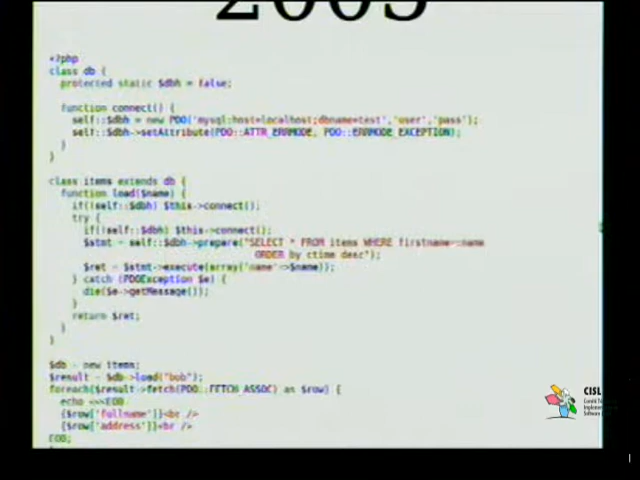 2005
<?php
class db {
protected static $dbh = false;
function connect() {
self::$dbh = new PDO('mysql:host=localhost;dbname=test','user','pass');
self::$dbh->setAttribute(PDO::ATTR_ERRMODE, PDO::ERRMODE_EXCEPTION);
}
}
class items extends db {
function load($name) {
if(!self::$dbh) $this->connect();
try {
if(!self::$dbh) $this->connect();
$stmt = self::$dbh->prepare("SELECT * FROM items WHERE firstname=:name
ORDER by ctime desc");
$ret = $stmt->execute(array('name'=>$name));
} catch (PDOException $e) {
die($e->getMessage());
}
return $ret;
}
}
$db = new items;
$result = $db->load("bob");
foreach($result->fetch(PDO::FETCH_ASSOC) as $row) {
echo <<<EOB
{$row['fullname']}<br />
{$row['address']}<br />
EOB;
CISL